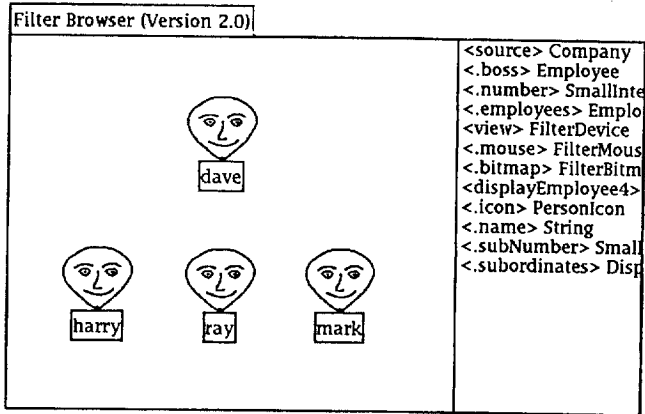 Filter Browser (Version 2.0)
<source> Company
<.boss> Employee
<.number> SmallInte
<.employees> Emplo
<view> FilterDevice
<.mouse> FilterMous
<.bitmap> FilterBitm
<displayEmployee4>
<.icon> PersonIcon
<.name> String
<.subNumber> Small
<.subordinates> Disp
dave
harry ray mark